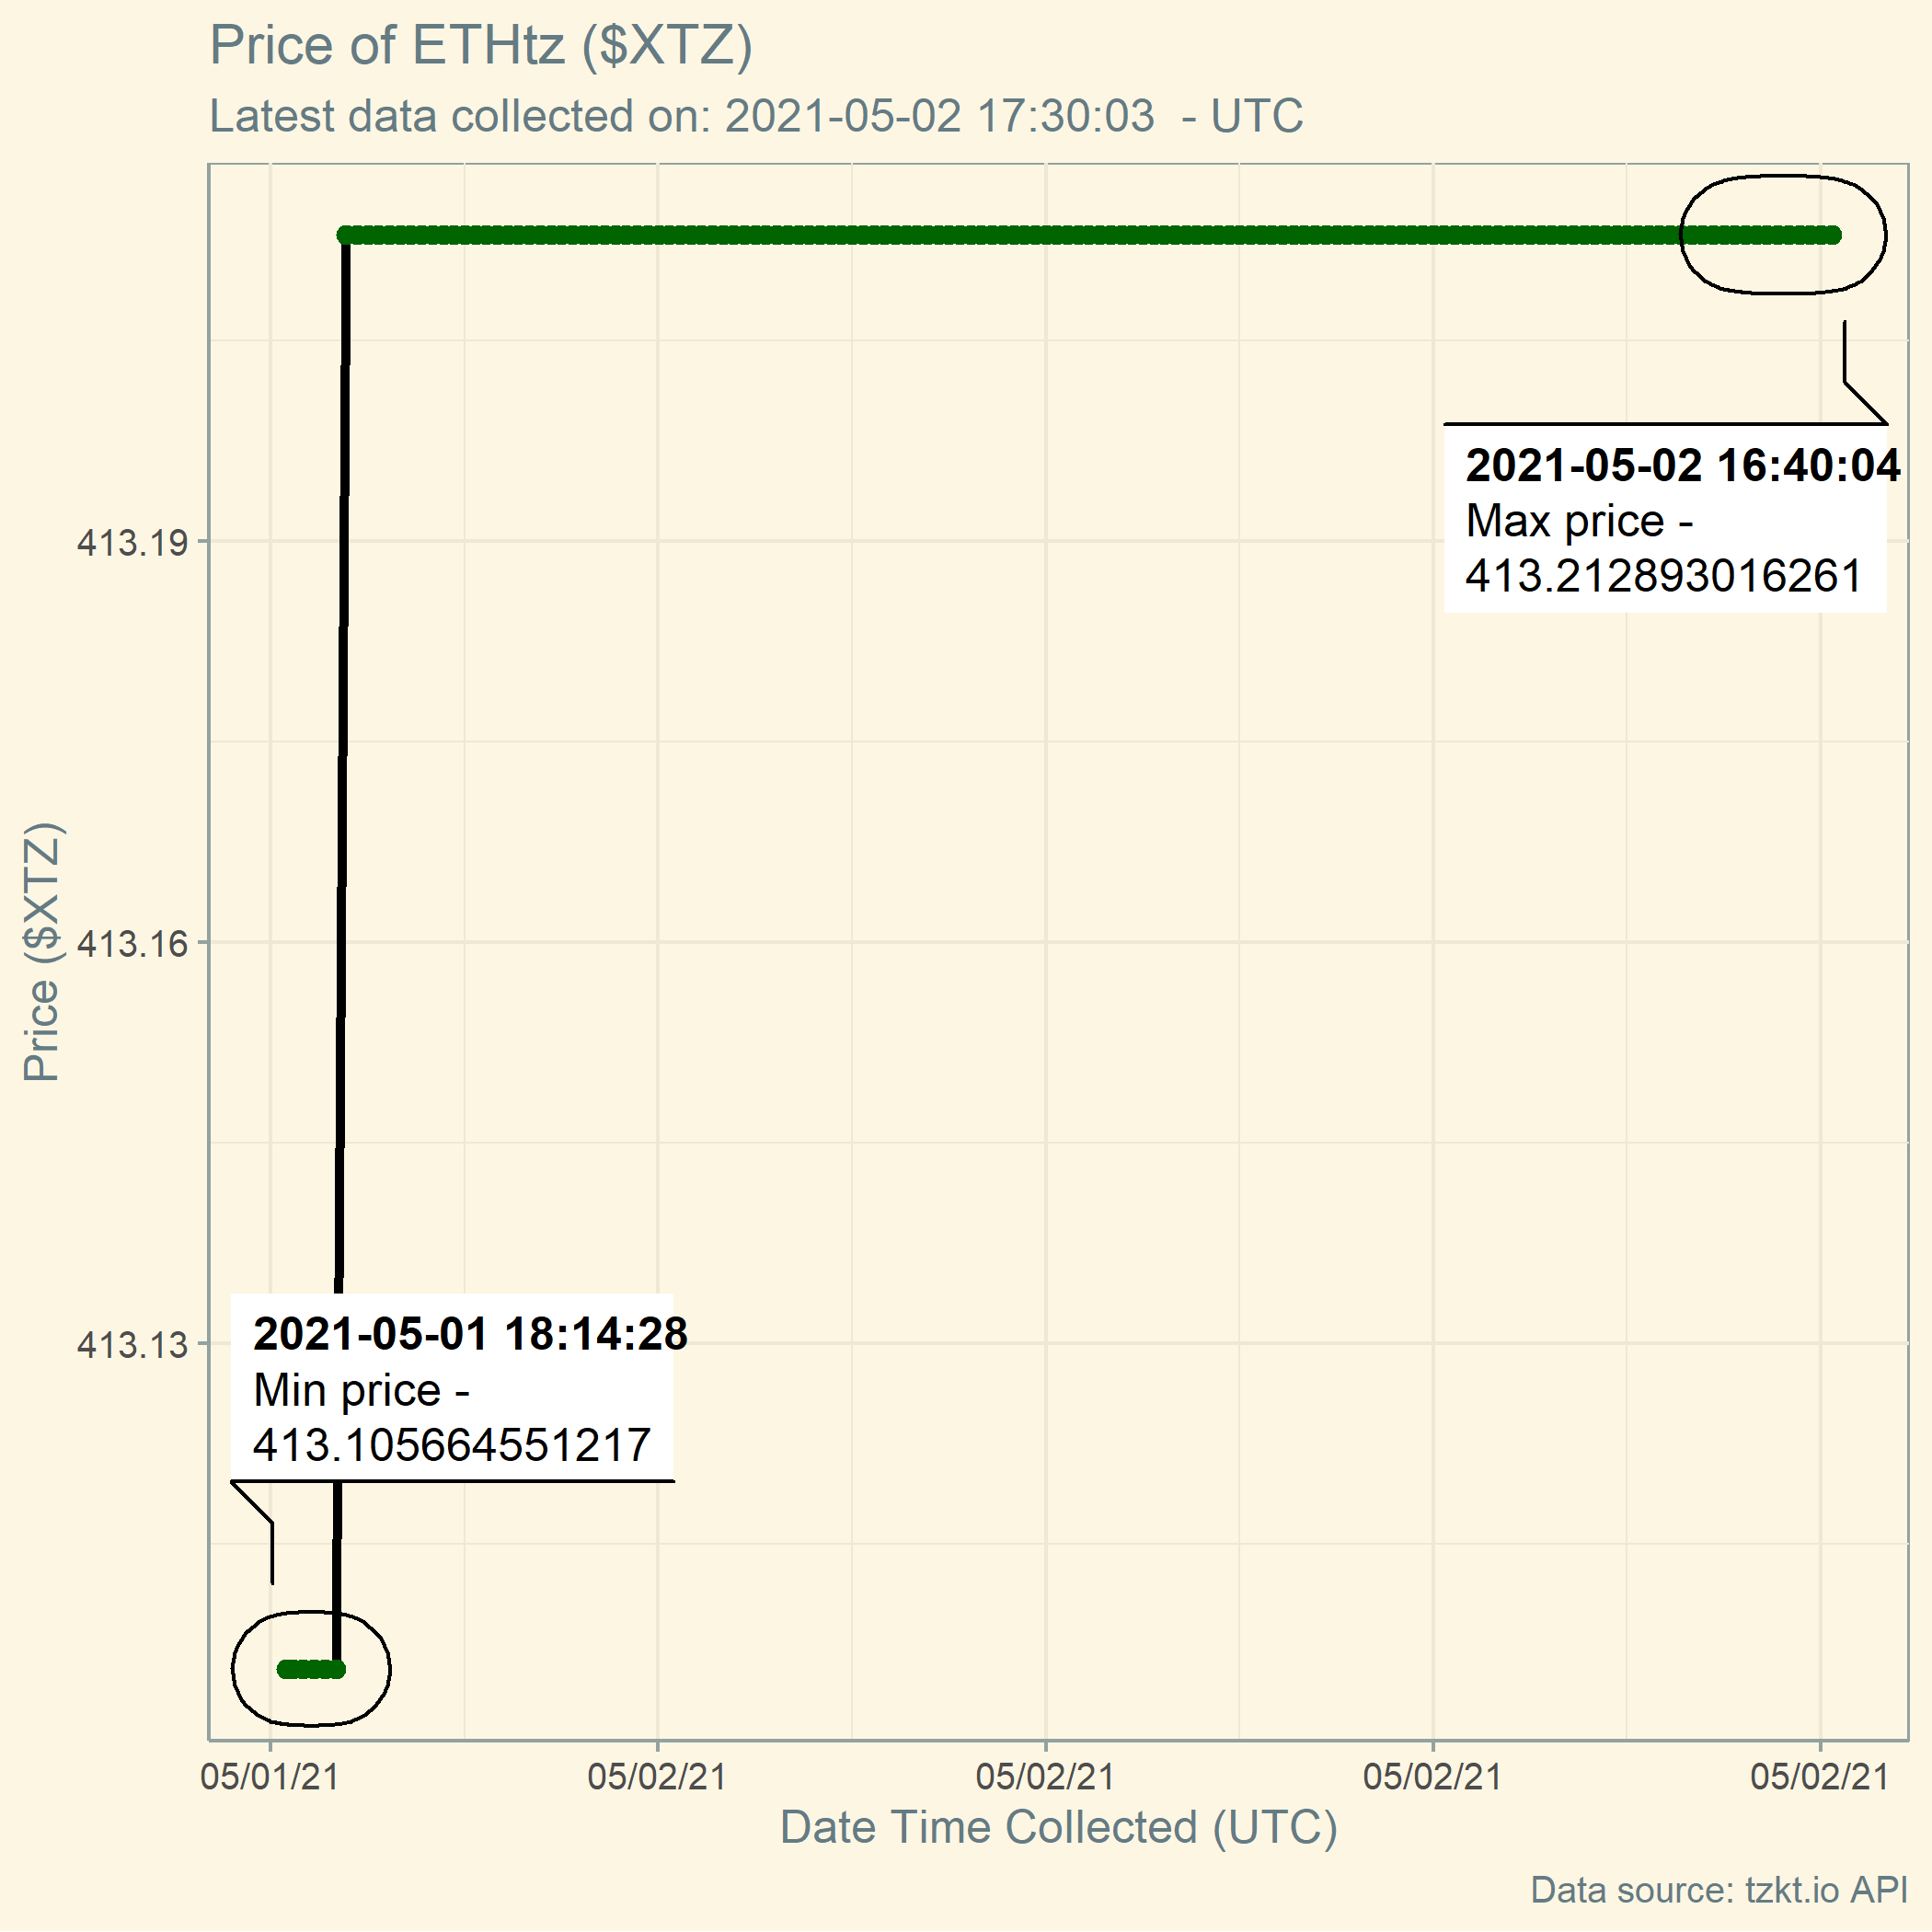 Price of ETHtz ($XTZ)
Latest data collected on: 2021-05-02 17:30:03  - UTC
2021-05-02 16:40:04
Max price -
413.212893016261
413.19
413.16
413.13
Price ($XTZ)
2021-05-01 18:14:28
Min price -
413.105664551217
05/01/21
05/02/21
05/02/21
05/02/21
05/02/21
Date Time Collected (UTC)
Data source: tzkt.io API